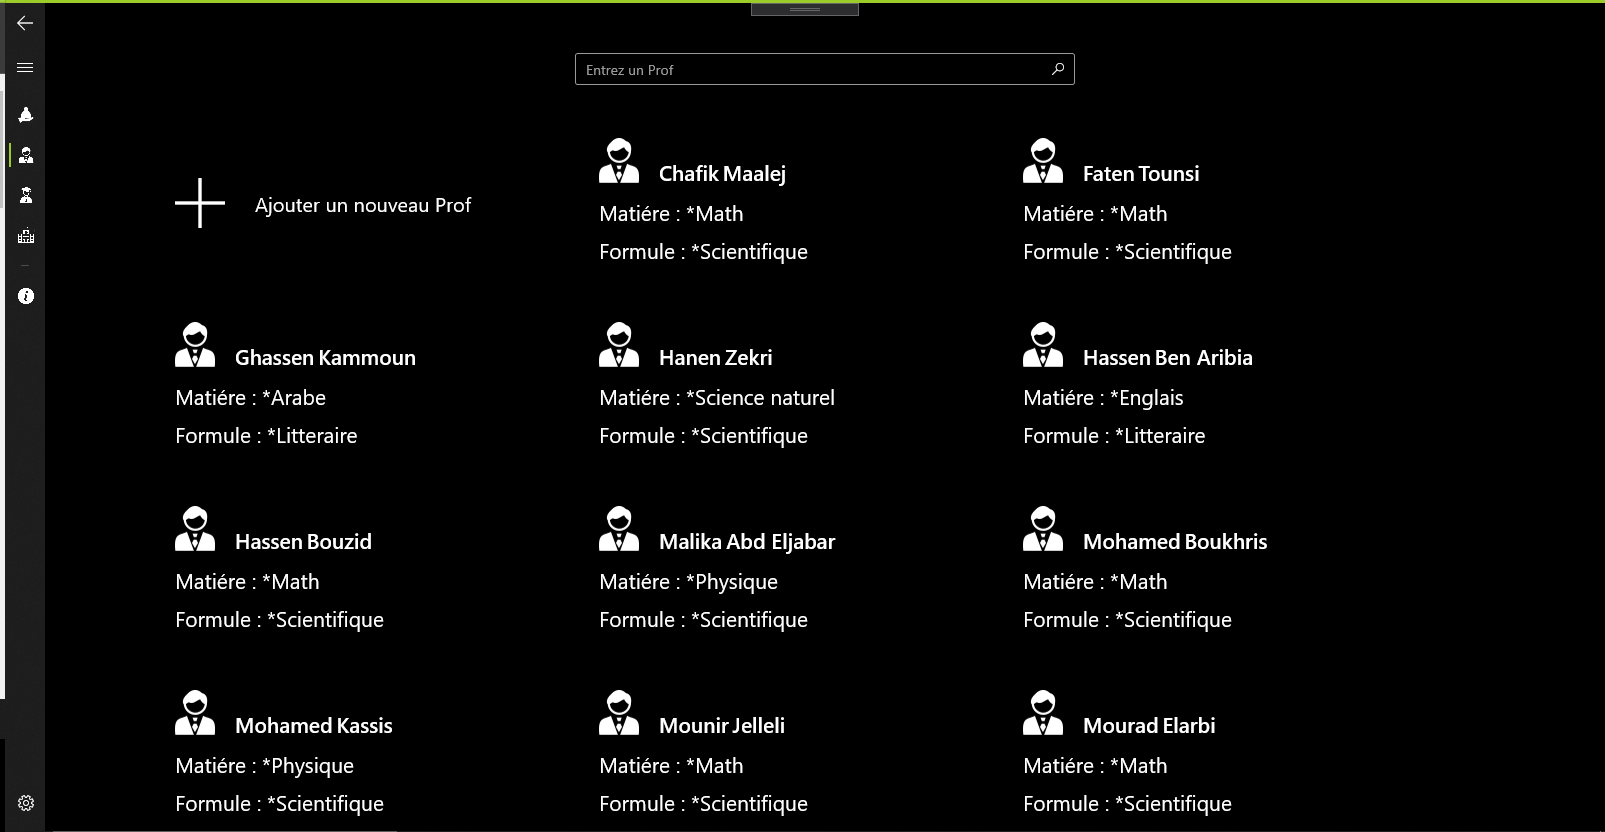 Entrez un Prof
Ajouter un nouveau Prof
Chafik Maalej
Matiére : *Math
Formule : *Scientifique
Faten Tounsi
Matiére : *Math
Formule : *Scientifique
Ghassen Kammoun
Matiére : *Arabe
Formule : *Litteraire
Hanen Zekri
Matiére : *Science naturel
Formule : *Scientifique
Hassen Ben Aribia
Matiére : *Englais
Formule : *Litteraire
Hassen Bouzid
Matiére : *Math
Formule : *Scientifique
Malika Abd Eljabar
Matiére : *Physique
Formule : *Scientifique
Mohamed Boukhris
Matiére : *Math
Formule : *Scientifique
Mohamed Kassis
Matiére : *Physique
Formule : *Scientifique
Mounir Jelleli
Matiére : *Math
Formule : *Scientifique
Mourad Elarbi
Matiére : *Math
Formule : *Scientifique